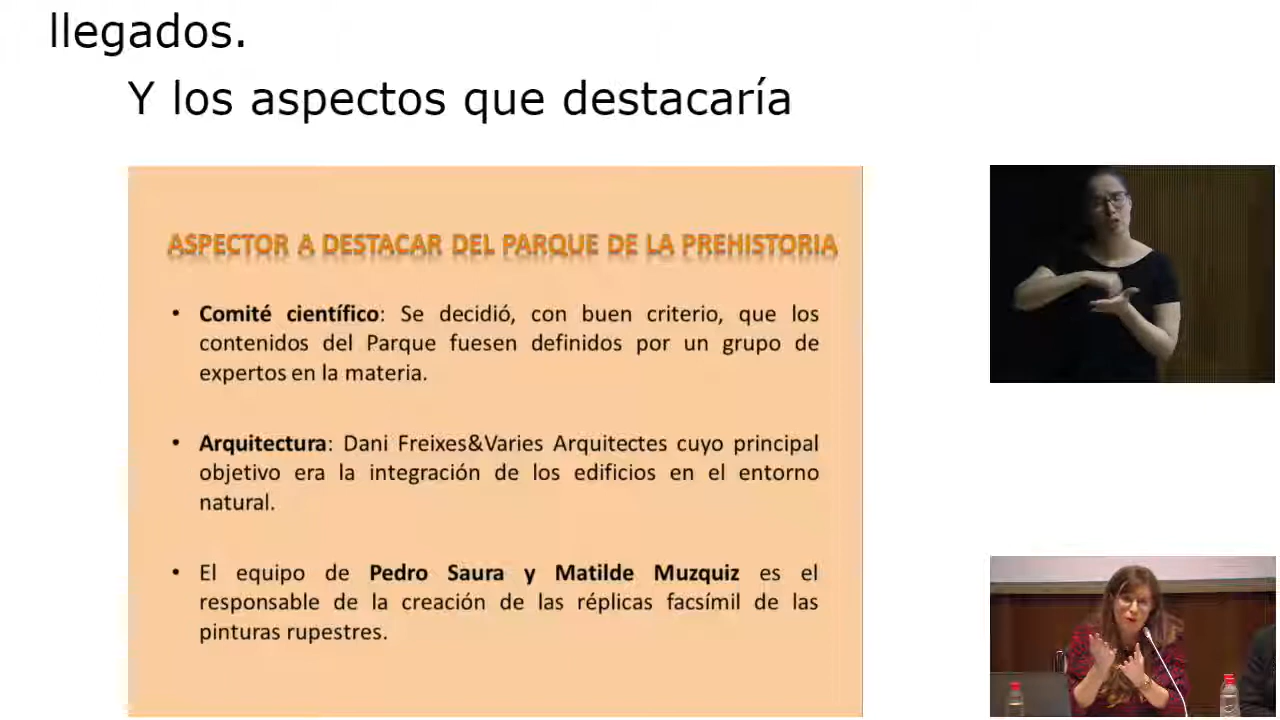 llegados.
Y los aspectos que destacaría
ASPECTOR A DESTACAR DEL PARQUE DE LA PREHISTORIA
• Comité científico: Se decidió, con buen criterio, que los
contenidos del Parque fuesen definidos por un grupo de
expertos en la materia.
• Arquitectura: Dani Freixes&Varies Arquitectes cuyo principal
objetivo era la integración de los edificios en el entorno
natural.
• El equipo de Pedro Saura y Matilde Muzquiz es el
responsable de la creación de las réplicas facsímil de las
pinturas rupestres.